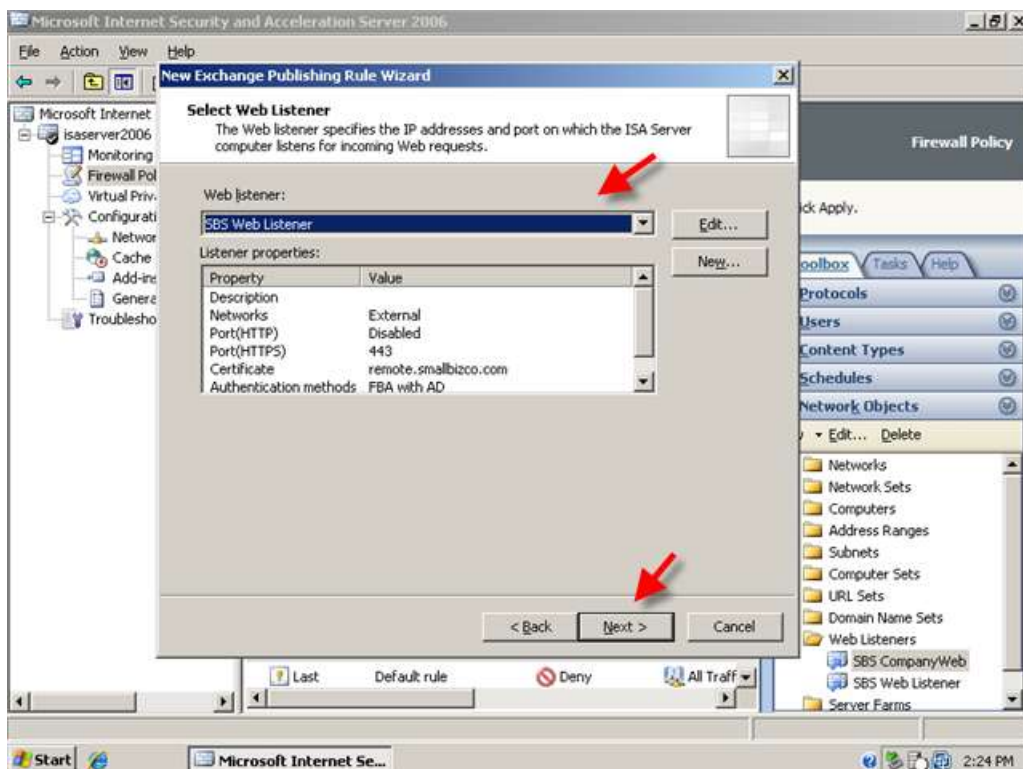 Microsoft Internet Security and Acceleration Server 2006
File Action View Help
New Exchange Publishing Rule Wizard
Select Web Listener
The Web listener specifies the IP addresses and port on which the ISA Server
computer listens for incoming Web requests.
Web listener:
SBS Web Listener
Edit...
Listener properties:
New...
Property Value
Description
Networks External
Port(HTTP) Disabled
Port(HTTPS) 443
Certificate remote.smallbizco.com
Authentication methods FBA with AD
< Back Next > Cancel
Microsoft Internet
isaserver2006
Monitoring
Firewall Pol
Virtual Priv
Configurati
Networ
Cache
Add-ins
Genera
Troublesho
Last Default rule Deny All Traff
Firewall Policy
ick Apply.
oolbox Tasks Help
Protocols
Users
Content Types
Schedules
Network Objects
Edit... Delete
Networks
Network Sets
Computers
Address Ranges
Subnets
Computer Sets
URL Sets
Domain Name Sets
Web Listeners
SBS CompanyWeb
SBS Web Listener
Server Farms
Start Microsoft Internet Se... 2:24 PM